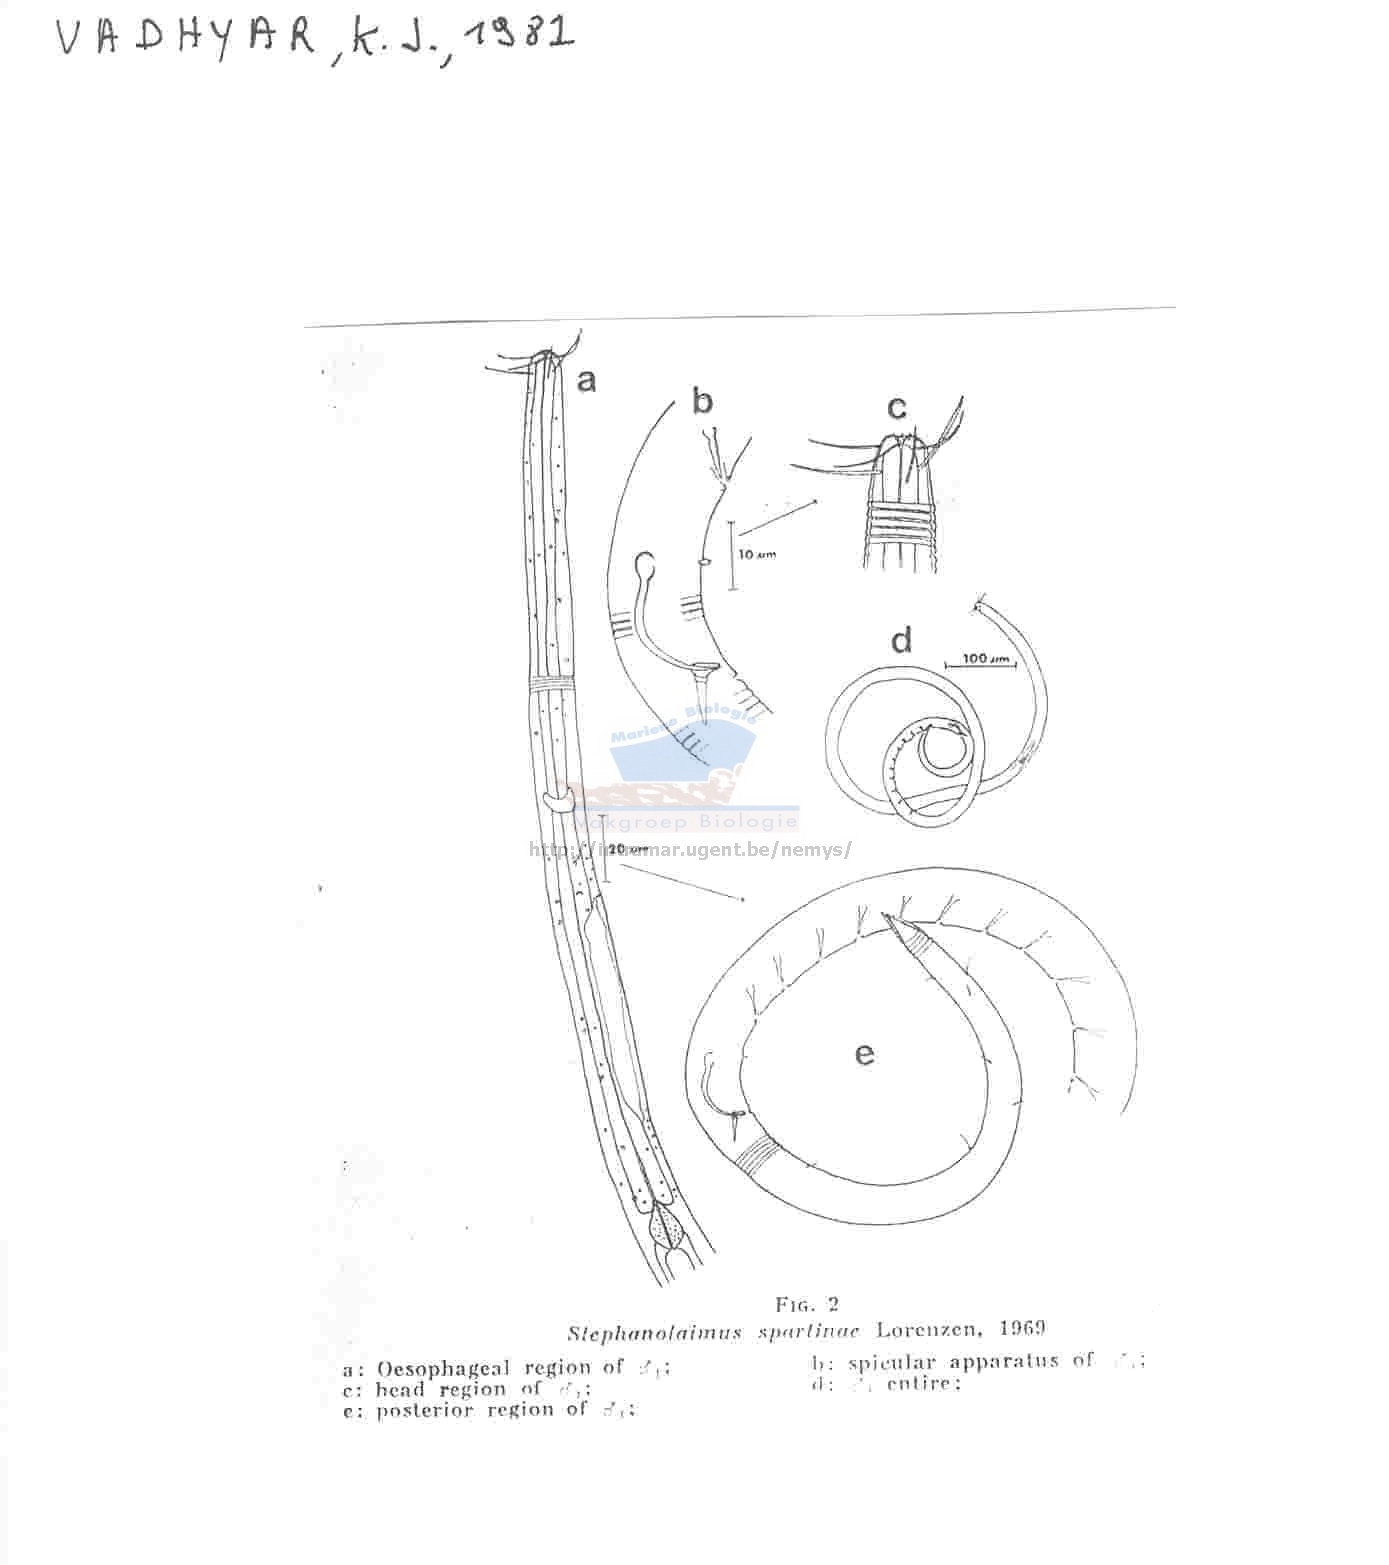 VADHYAR, K.J., 1981
a
b
c
10 µm
d
100 µm
Mariene Biologie
Vakgroep Biologie
http://intramar.ugent.be/nemys/
20 µm
e
FIG. 2
Stephanolaimus spartinae Lorenzen, 1969
a: Oesophageal region of ♂₁; b: spicular apparatus of ♂₁;
c: head region of ♂₁; d: ♂₁ entire;
e: posterior region of ♂₁;